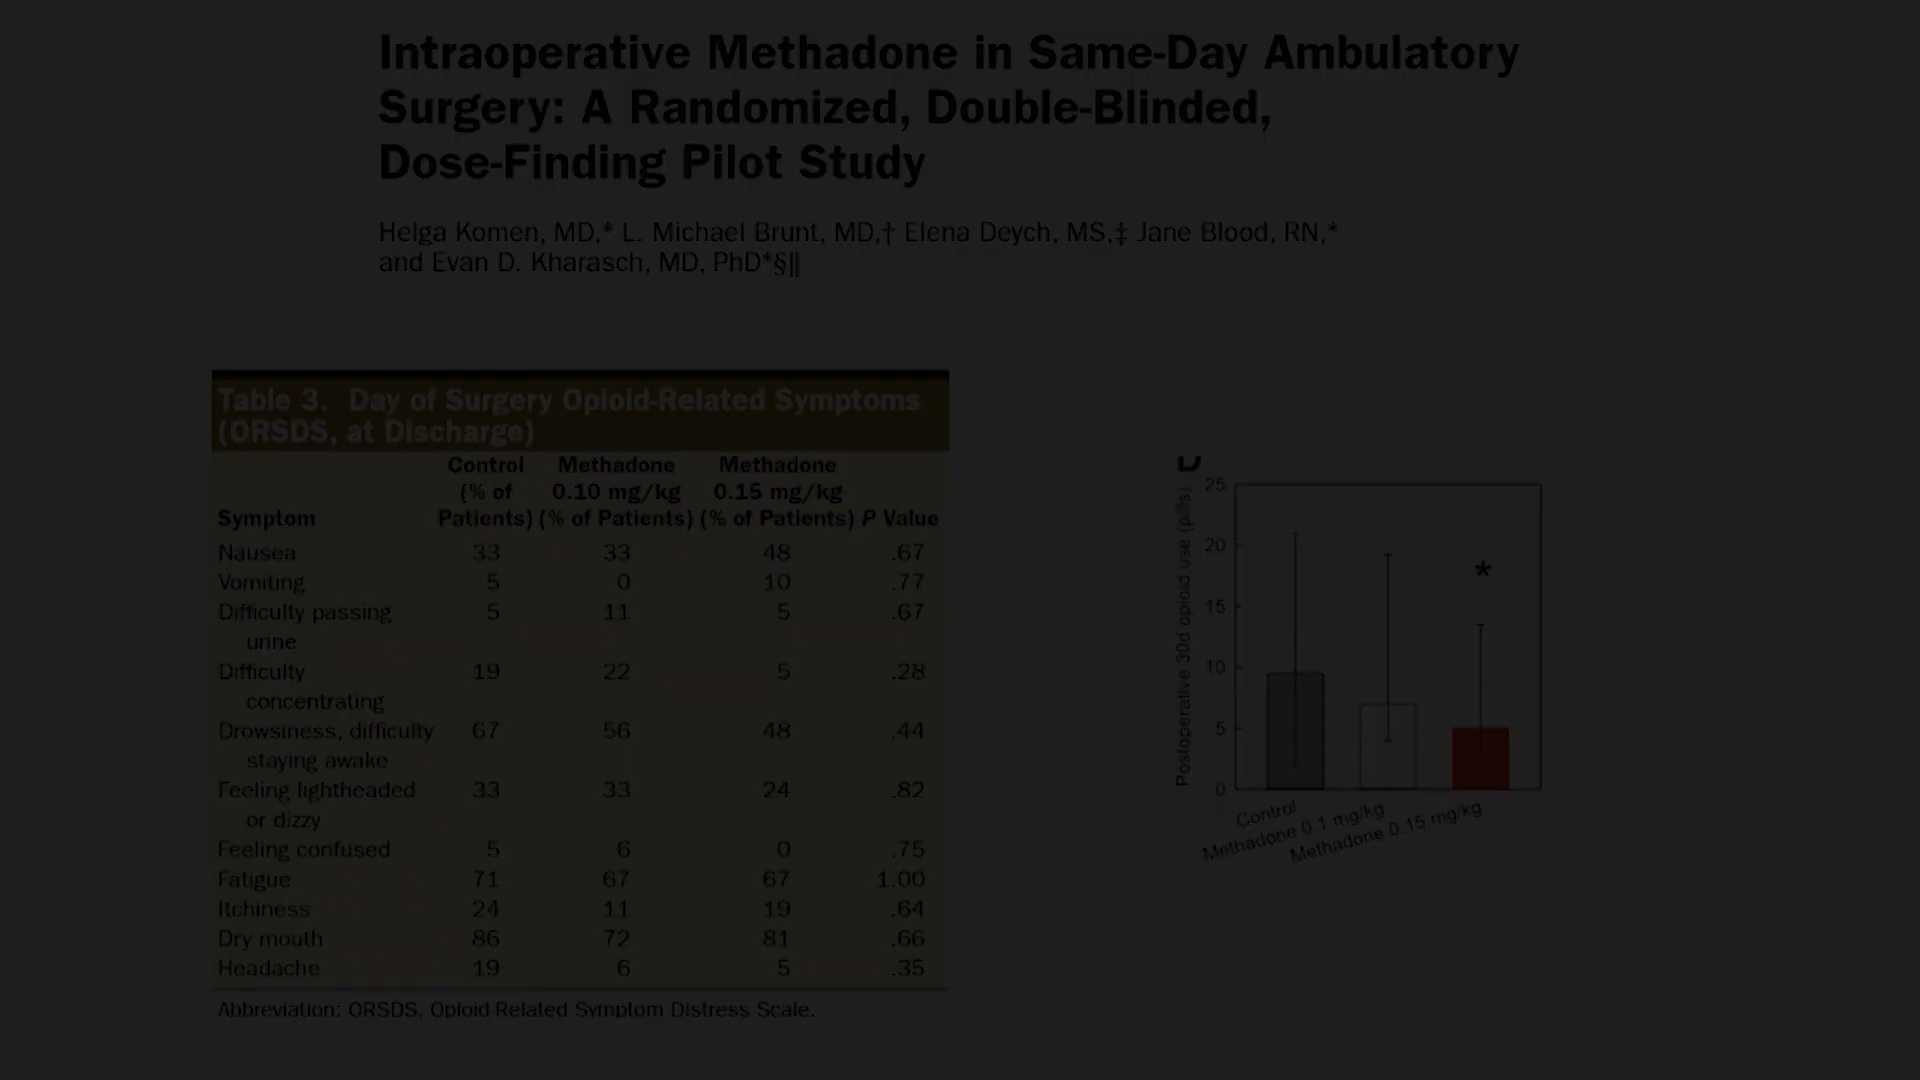 Intraoperative Methadone in Same-Day Ambulatory
Surgery: A Randomized, Double-Blinded,
Dose-Finding Pilot Study
Helga Komen, MD,* L. Michael Brunt, MD,† Elena Deych, MS,‡ Jane Blood, RN,*
and Evan D. Kharasch, MD, PhD*§||
Table 3. Day of Surgery Opioid-Related Symptoms
(ORSDS, at Discharge)
Control Methadone Methadone
(% of 0.10 mg/kg 0.15 mg/kg
Symptom Patients) (% of Patients) (% of Patients) P Value
Nausea 33 33 48 .67
Vomiting 5 0 10 .77
Difficulty passing 5 11 5 .67
urine
Difficulty 19 22 5 .28
concentrating
Drowsiness, difficulty 67 56 48 .44
staying awake
Feeling lightheaded 33 33 24 .82
or dizzy
Feeling confused 5 6 0 .75
Fatigue 71 67 67 1.00
Itchiness 24 11 19 .64
Dry mouth 86 72 81 .66
Headache 19 6 5 .35
Abbreviation: ORSDS, Opioid Related Symptom Distress Scale.
Postoperative 30d opioid use (pills)
25
20
15
10
5
0
*
Control
Methadone 0.1 mg/kg
Methadone 0.15 mg/kg